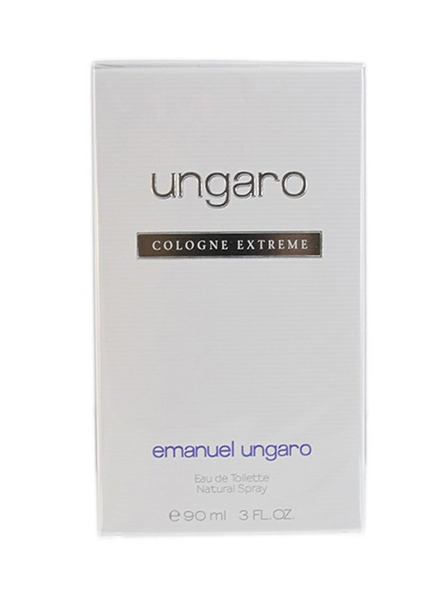 ungaro
COLOGNE EXTREME
emanuel ungaro
Eau de Toilette
Natural Spray
℮ 90 ml 3 FL.OZ.